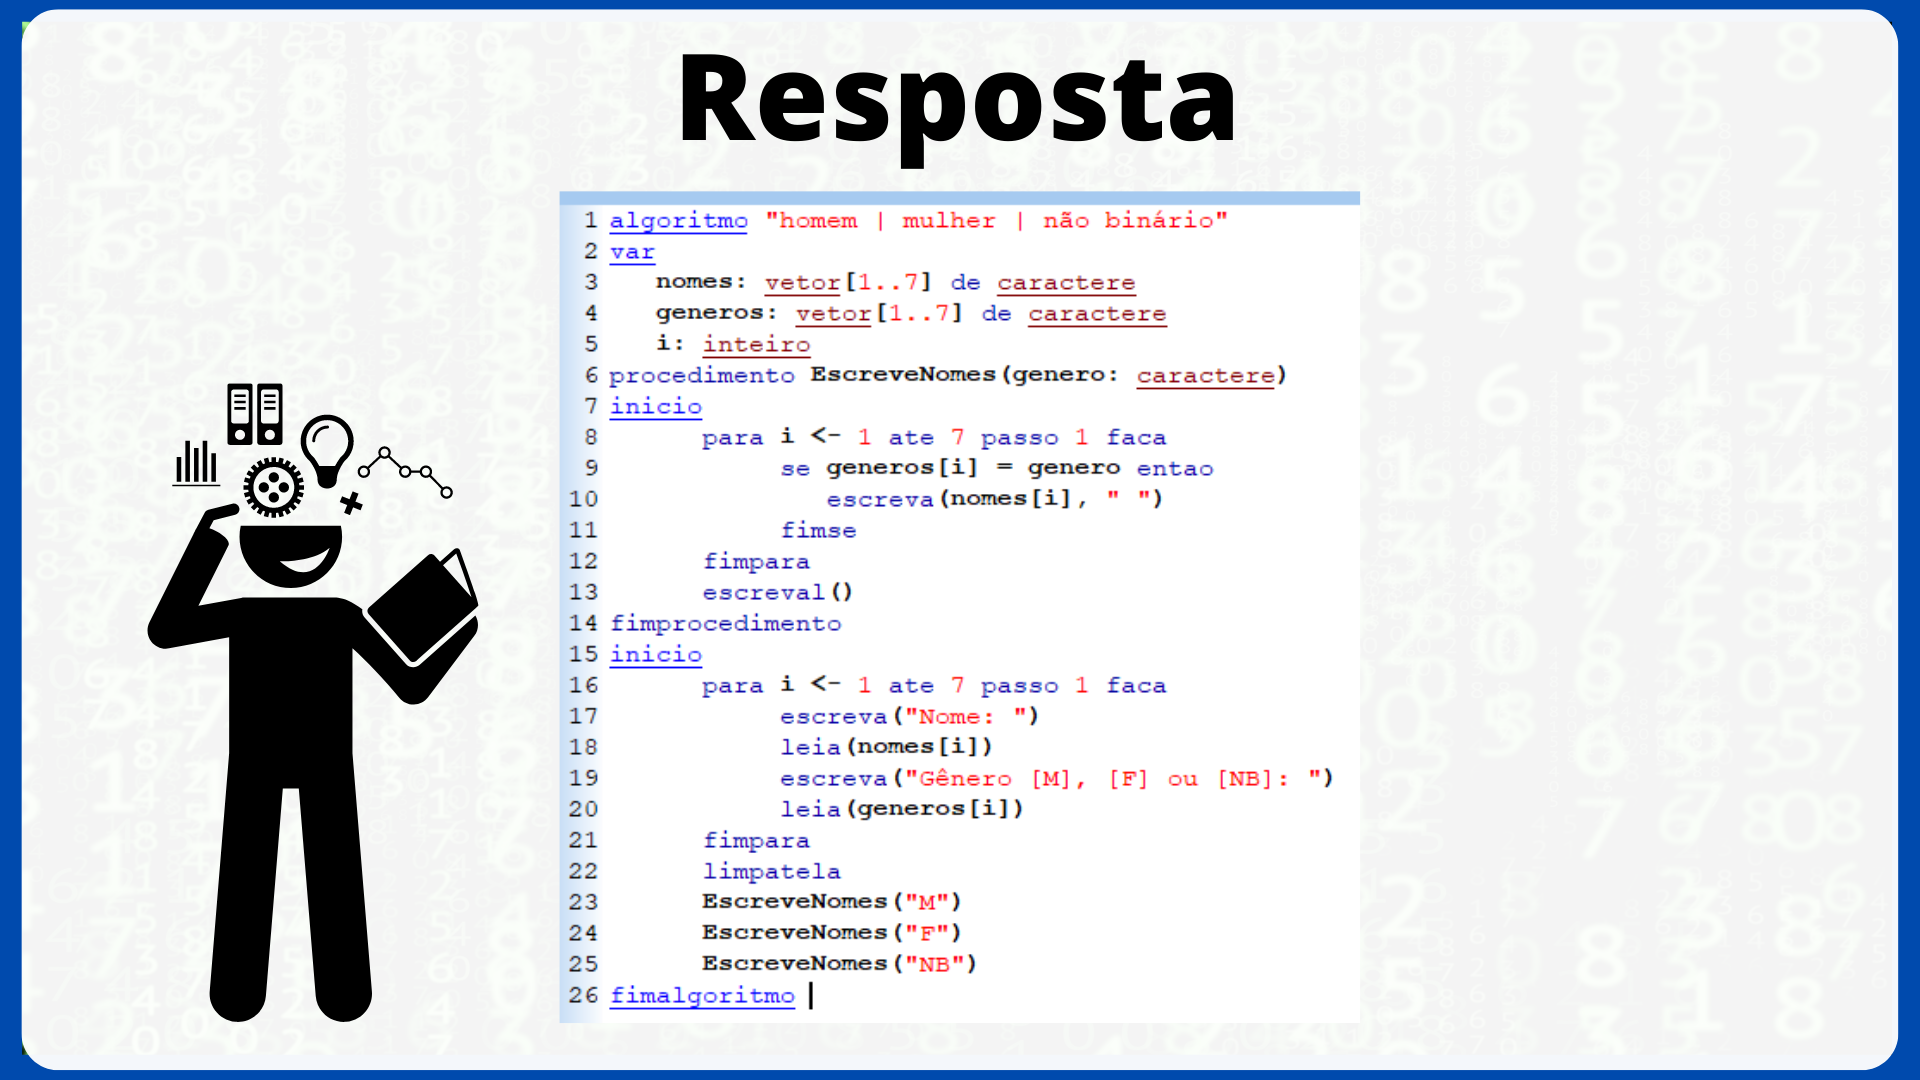 Resposta
1 algoritmo "homem | mulher | não binário"
2 var
3 nomes: vetor[1..7] de caractere
4 generos: vetor[1..7] de caractere
5 i: inteiro
6 procedimento EscreveNomes(genero: caractere)
7 inicio
8 para i <- 1 ate 7 passo 1 faca
9 se generos[i] = genero entao
10 escreva(nomes[i], " ")
11 fimse
12 fimpara
13 escreval()
14 fimprocedimento
15 inicio
16 para i <- 1 ate 7 passo 1 faca
17 escreva("Nome: ")
18 leia(nomes[i])
19 escreva("Gênero [M], [F] ou [NB]: ")
20 leia(generos[i])
21 fimpara
22 limpatela
23 EscreveNomes("M")
24 EscreveNomes("F")
25 EscreveNomes("NB")
26 fimalgoritmo